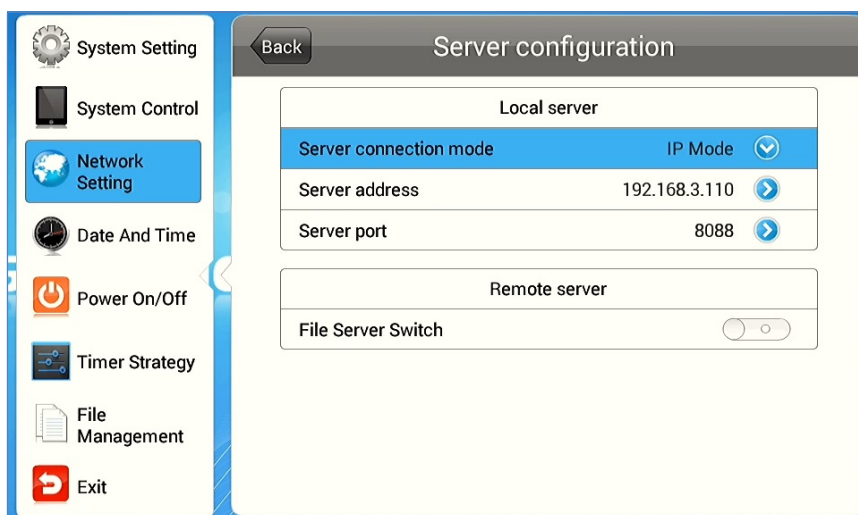 System Setting
System Control
Network
Setting
Date And Time
Power On/Off
Timer Strategy
File
Management
Exit
Back
Server configuration
Local server
Server connection mode IP Mode
Server address 192.168.3.110
Server port 8088
Remote server
File Server Switch